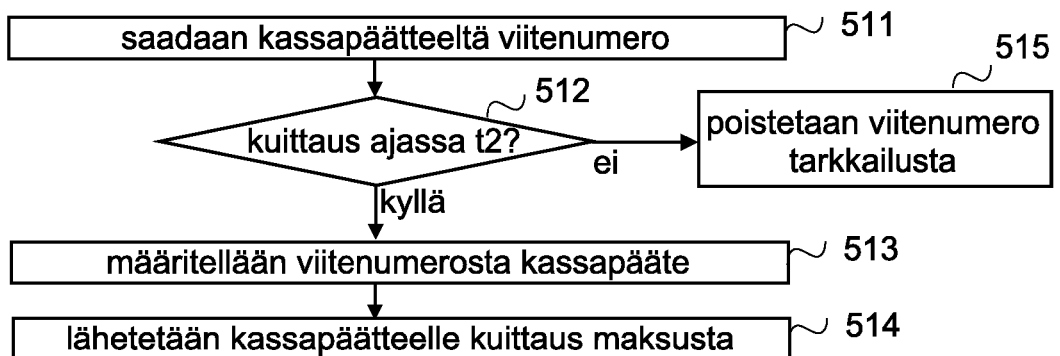 saadaan kassapäätteeltä viitenumero
511
kuittaus ajassa t2?
512
ei
poistetaan viitenumero
tarkkailusta
515
kyllä
määritellään viitenumerosta kassapääte
513
lähetetään kassapäätteelle kuittaus maksusta
514